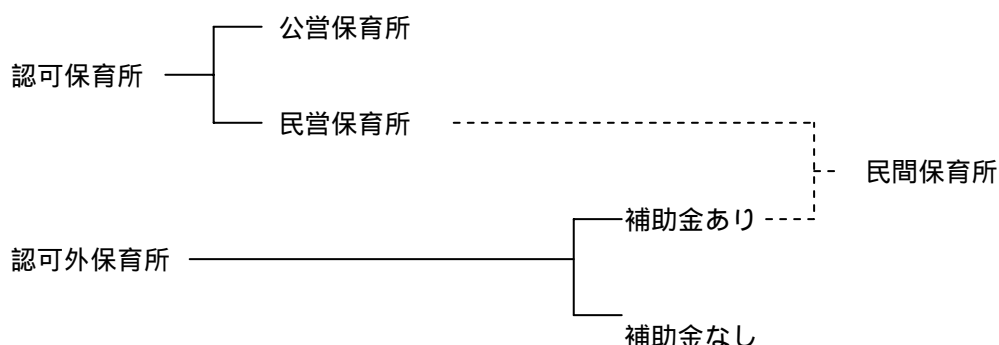 公営保育所
認可保育所
民営保育所
民間保育所
補助金あり
認可外保育所
補助金なし